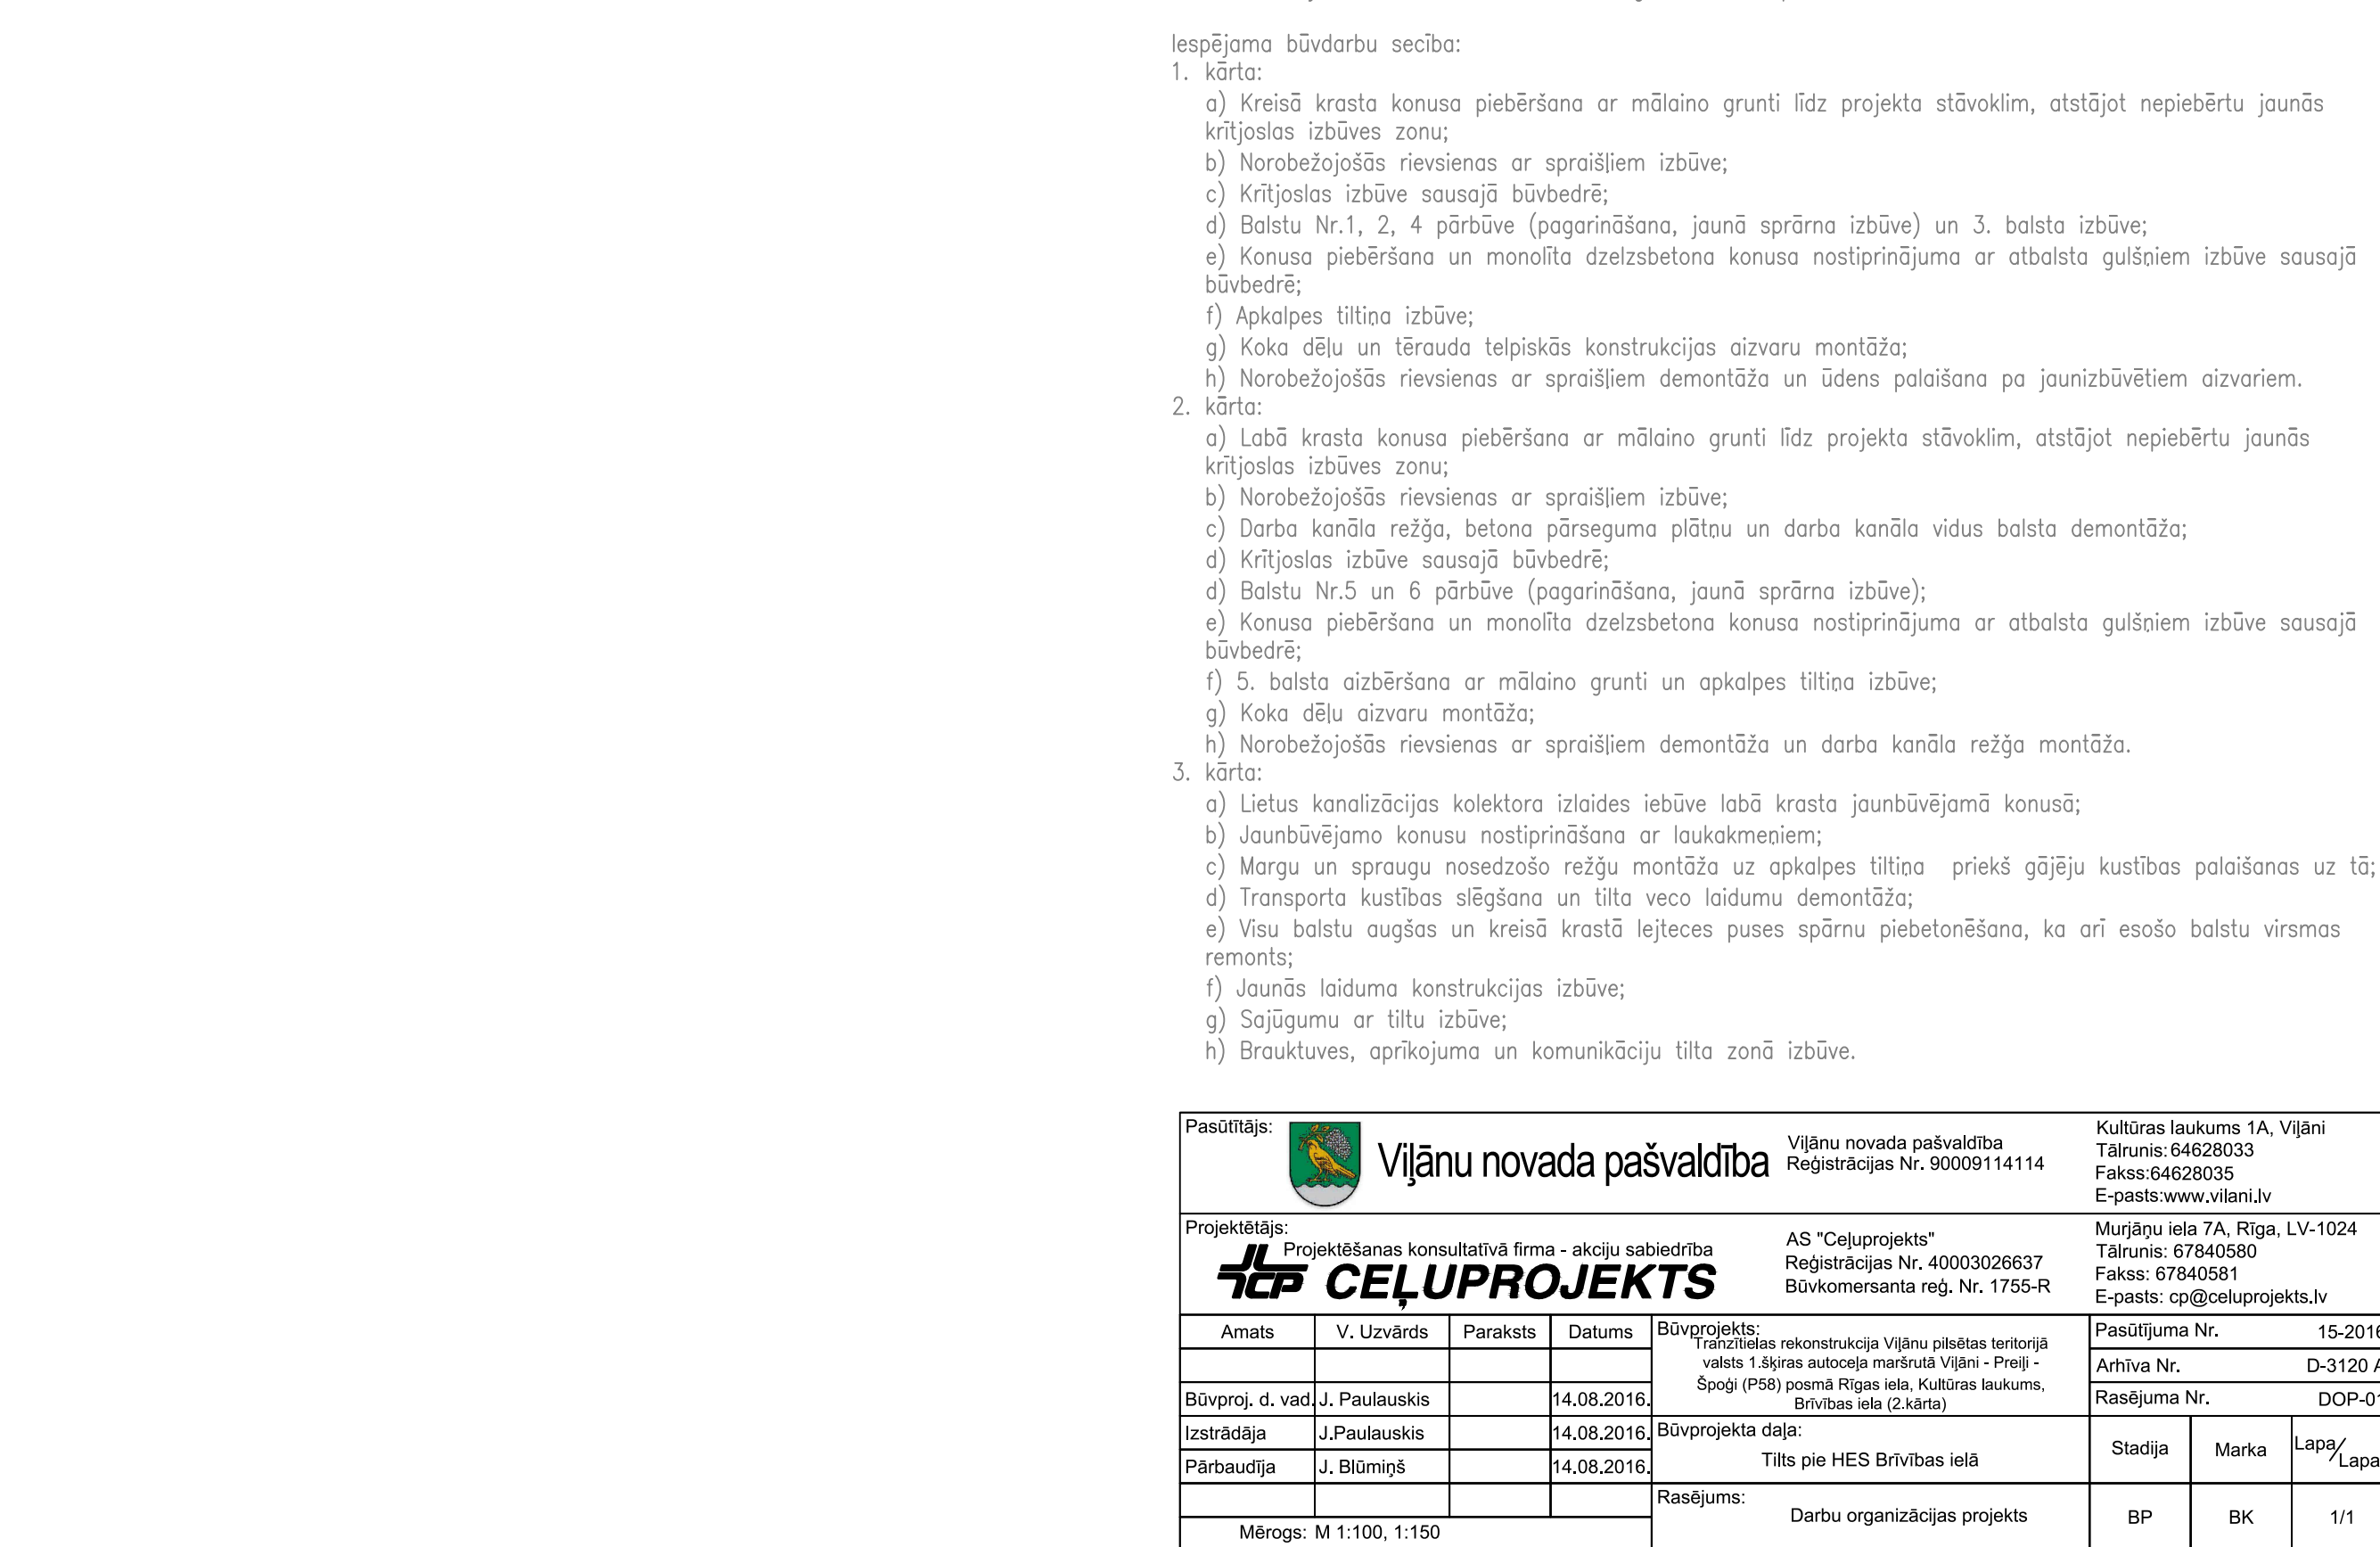 Iespējama būvdarbu secība:
1. kārta:
a) Kreisā krasta konusa piebēršana ar mālaino grunti līdz projekta stāvoklim, atstājot nepiebērtu jaunās
krītjoslas izbūves zonu;
b) Norobežojošās rievsienas ar spraišļiem izbūve;
c) Krītjoslas izbūve sausajā būvbedrē;
d) Balstu Nr.1, 2, 4 pārbūve (pagarināšana, jaunā sprārna izbūve) un 3. balsta izbūve;
e) Konusa piebēršana un monolīta dzelzsbetona konusa nostiprinājuma ar atbalsta gulšņiem izbūve sausajā
būvbedrē;
f) Apkalpes tiltiņa izbūve;
g) Koka dēļu un tērauda telpiskās konstrukcijas aizvaru montāža;
h) Norobežojošās rievsienas ar spraišļiem demontāža un ūdens palaišana pa jaunizbūvētiem aizvariem.
2. kārta:
a) Labā krasta konusa piebēršana ar mālaino grunti līdz projekta stāvoklim, atstājot nepiebērtu jaunās
krītjoslas izbūves zonu;
b) Norobežojošās rievsienas ar spraišļiem izbūve;
c) Darba kanāla režģa, betona pārseguma plātņu un darba kanāla vidus balsta demontāža;
d) Krītjoslas izbūve sausajā būvbedrē;
d) Balstu Nr.5 un 6 pārbūve (pagarināšana, jaunā sprārna izbūve);
e) Konusa piebēršana un monolīta dzelzsbetona konusa nostiprinājuma ar atbalsta gulšņiem izbūve sausajā
būvbedrē;
f) 5. balsta aizbēršana ar mālaino grunti un apkalpes tiltiņa izbūve;
g) Koka dēļu aizvaru montāža;
h) Norobežojošās rievsienas ar spraišļiem demontāža un darba kanāla režģa montāža.
3. kārta:
a) Lietus kanalizācijas kolektora izlaides iebūve labā krasta jaunbūvējamā konusā;
b) Jaunbūvējamo konusu nostiprināšana ar laukakmeņiem;
c) Margu un spraugu nosedzošo režģu montāža uz apkalpes tiltiņa priekš gājēju kustības palaišanas uz tā;
d) Transporta kustības slēgšana un tilta veco laidumu demontāža;
e) Visu balstu augšas un kreisā krastā lejteces puses spārnu piebetonēšana, ka arī esošo balstu virsmas
remonts;
f) Jaunās laiduma konstrukcijas izbūve;
g) Sajūgumu ar tiltu izbūve;
h) Brauktuves, aprīkojuma un komunikāciju tilta zonā izbūve.
Pasūtītājs:
Viļānu novada pašvaldība
Viļānu novada pašvaldība
Reģistrācijas Nr. 90009114114
Kultūras laukums 1A, Viļāni
Tālrunis: 64628033
Fakss:64628035
E-pasts:www.vilani.lv
Projektētājs:
Projektēšanas konsultatīvā firma - akciju sabiedrība
CP CEĻUPROJEKTS
AS "Ceļuprojekts"
Reģistrācijas Nr. 40003026637
Būvkomersanta reģ. Nr. 1755-R
Murjāņu iela 7A, Rīga, LV-1024
Tālrunis: 67840580
Fakss: 67840581
E-pasts: cp@celuprojekts.lv
Amats V. Uzvārds Paraksts Datums
Būvproj. d. vad. J. Paulauskis 14.08.2016.
Izstrādāja J.Paulauskis 14.08.2016.
Pārbaudīja J. Blūmiņš 14.08.2016.
Mērogs: M 1:100, 1:150
Būvprojekts:
Tranzītielas rekonstrukcija Viļānu pilsētas teritorijā
valsts 1.šķiras autoceļa maršrutā Viļāni - Preiļi -
Špoģi (P58) posmā Rīgas iela, Kultūras laukums,
Brīvības iela (2.kārta)
Būvprojekta daļa:
Tilts pie HES Brīvības ielā
Rasējums:
Darbu organizācijas projekts
Pasūtījuma Nr. 15-2016
Arhīva Nr. D-3120
Rasējuma Nr. DOP-01
Stadija Marka Lapa/
Lapa
BP BK 1/1